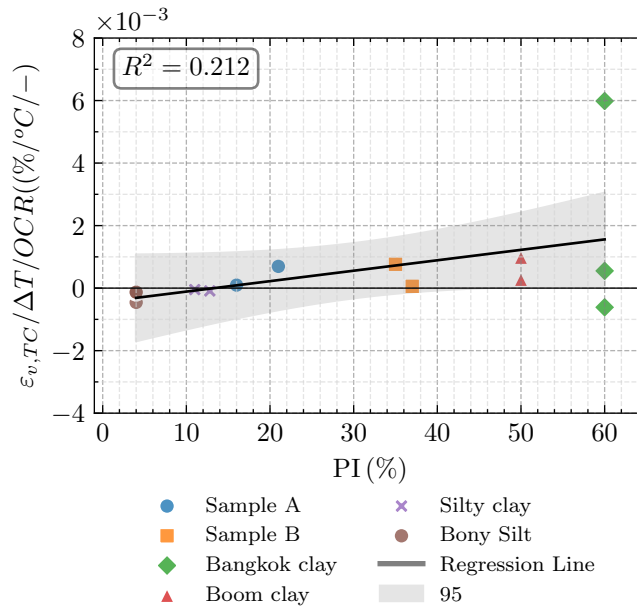 ×10⁻³
8
R² = 0.212
6
4
2
0
−2
−4
0 10 20 30 40 50 60
PI (%)
ε_{v,TC}/ΔT/OCR((%/°C/−)
Sample A
Sample B
Bangkok clay
Boom clay
Silty clay
Bony Silt
Regression Line
95